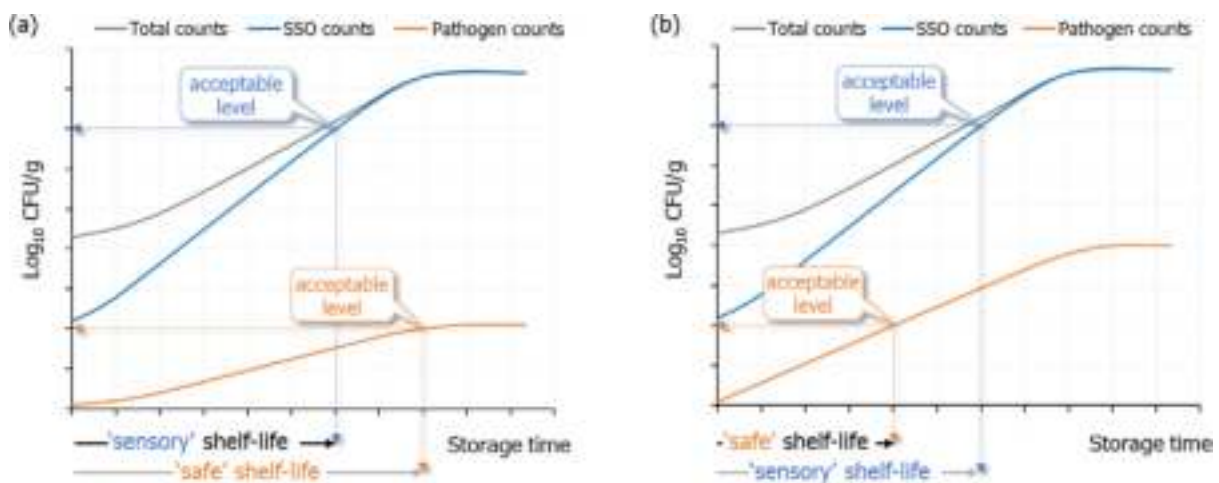 (a)
Total counts
SSO counts
Pathogen counts
acceptable
level
acceptable
level
Log10 CFU/g
'sensory' shelf-life
Storage time
'safe' shelf-life
(b)
Total counts
SSO counts
Pathogen counts
acceptable
level
acceptable
level
Log10 CFU/g
'safe' shelf-life
Storage time
'sensory' shelf-life